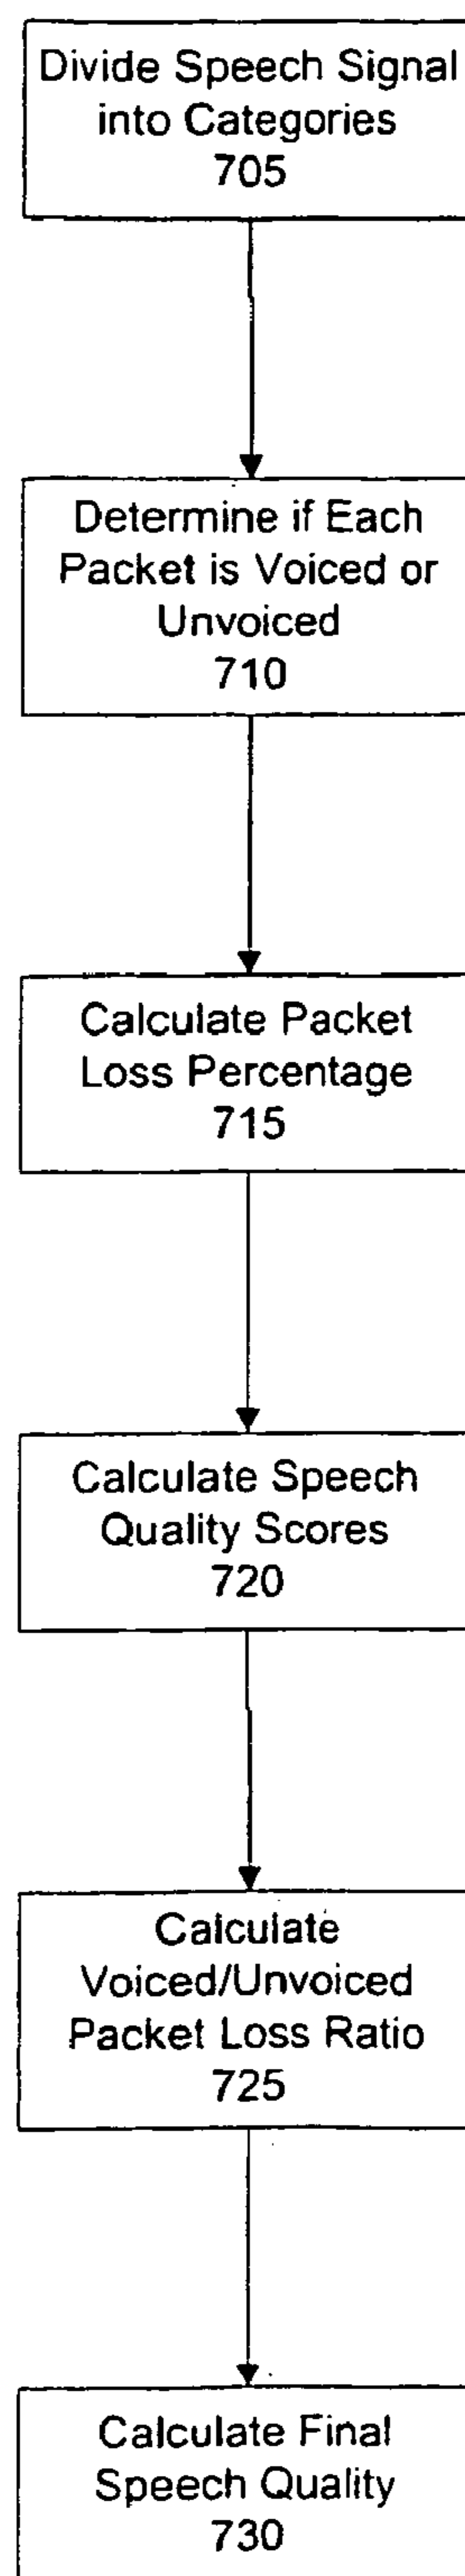 Divide Speech Signal
into Categories
705
Determine if Each
Packet is Voiced or
Unvoiced
710
Calculate Packet
Loss Percentage
715
Calculate Speech
Quality Scores
720
Calculate
Voiced/Unvoiced
Packet Loss Ratio
725
Calculate Final
Speech Quality
730